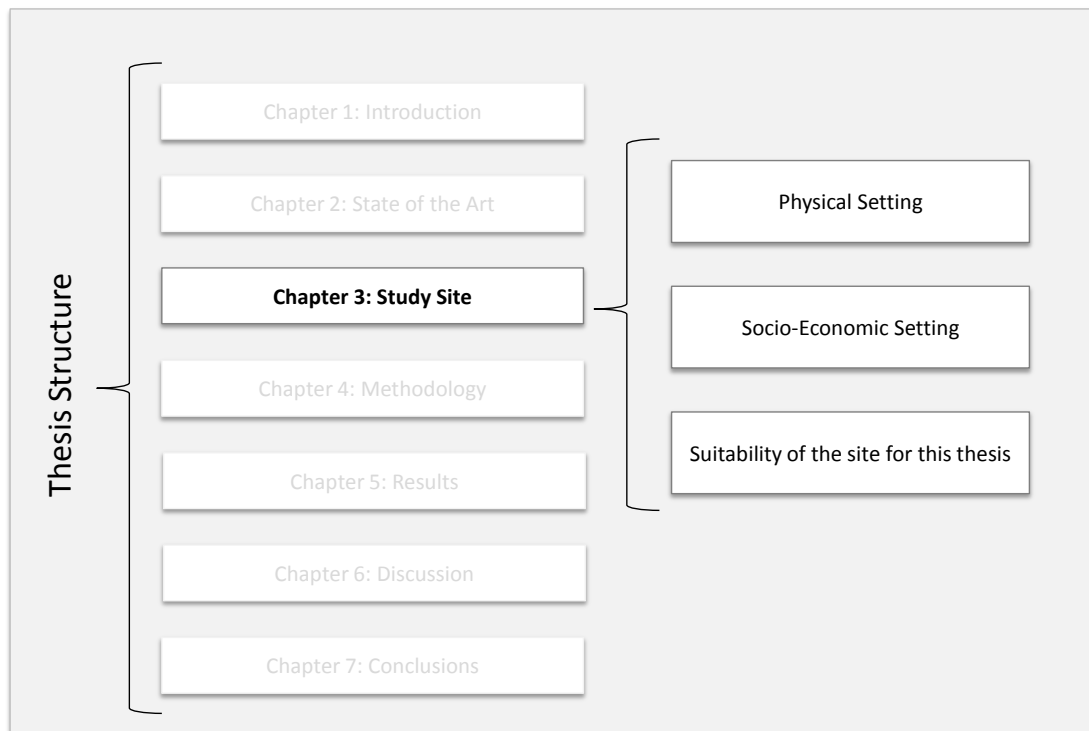 Thesis Structure
Chapter 1: Introduction
Chapter 2: State of the Art
Chapter 3: Study Site
Chapter 4: Methodology
Chapter 5: Results
Chapter 6: Discussion
Chapter 7: Conclusions
Physical Setting
Socio-Economic Setting
Suitability of the site for this thesis